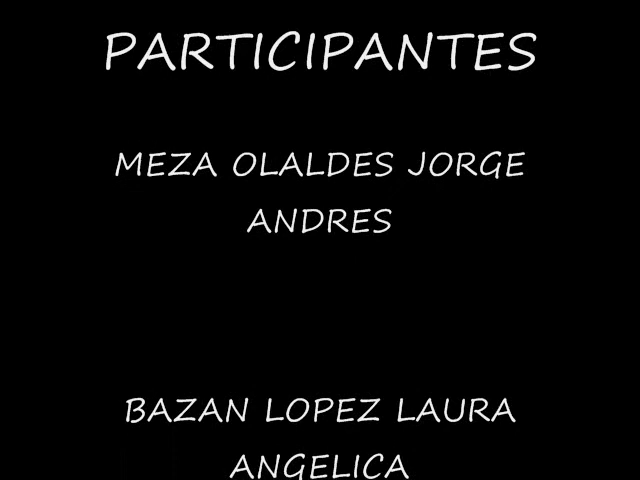 PARTICIPANTES
MEZA OLALDES JORGE
ANDRES
BAZAN LOPEZ LAURA
ANGELICA